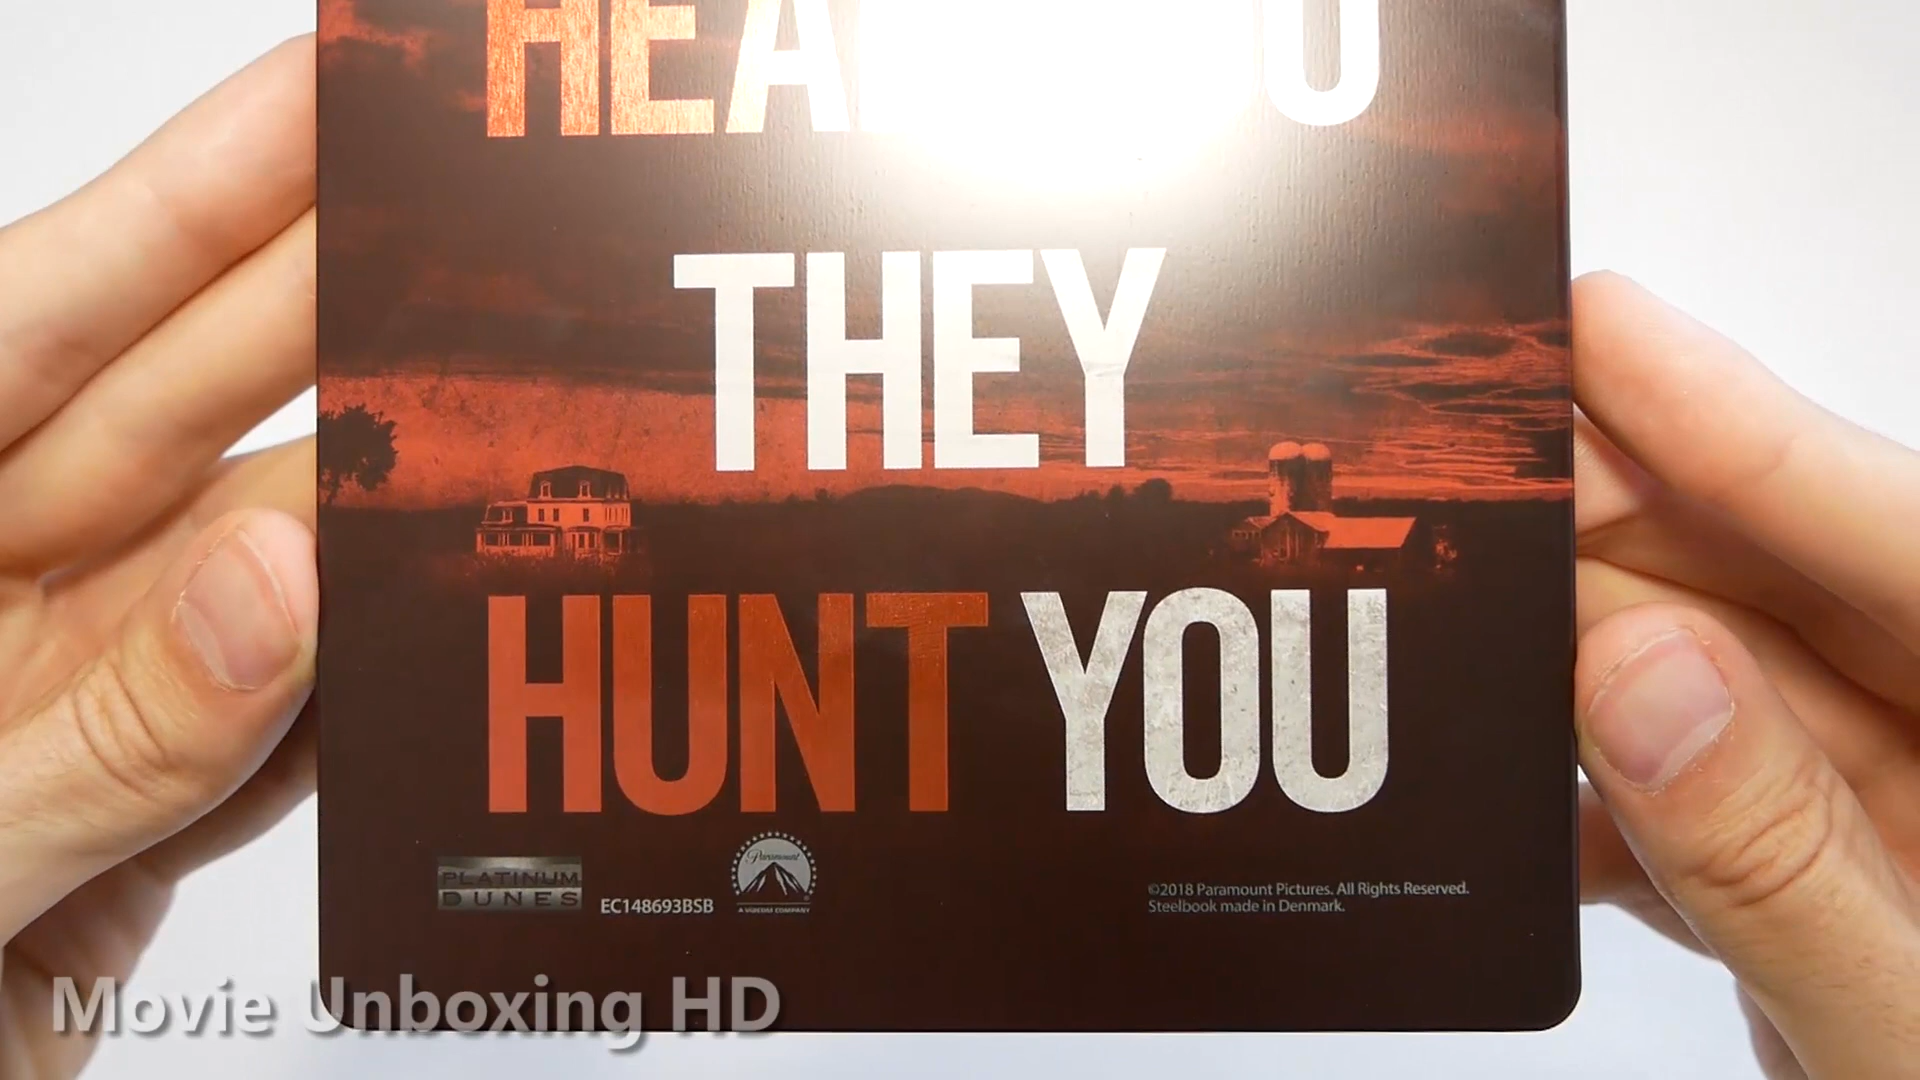 THEY
HUNT YOU
PLATINUM
DUNES
EC148693BSB
Paramount
A VIACOM COMPANY
©2018 Paramount Pictures. All Rights Reserved.
Steelbook made in Denmark.
Movie Unboxing HD